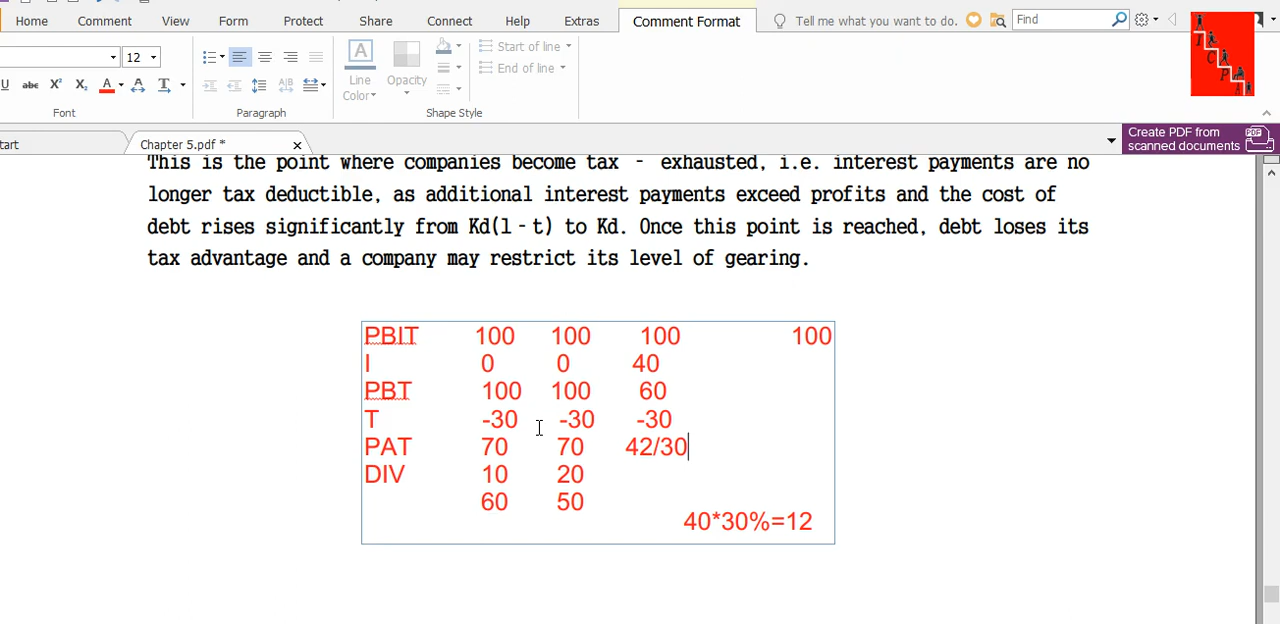 Home Comment View Form Protect Share Connect Help Extras Comment Format Tell me what you want to do. Find
12 Start of line
U abc X² X₂ A T Line Color Opacity End of line
Font Paragraph Shape Style
I C P A
tart Chapter 5.pdf * Create PDF from
scanned documents PDF
This is the point where companies become tax - exhausted, i.e. interest payments are no
longer tax deductible, as additional interest payments exceed profits and the cost of
debt rises significantly from Kd(l - t) to Kd. Once this point is reached, debt loses its
tax advantage and a company may restrict its level of gearing.
PBIT 100 100 100 100
I 0 0 40
PBT 100 100 60
T -30 -30 -30
PAT 70 70 42/30
DIV 10 20
60 50
40*30%=12